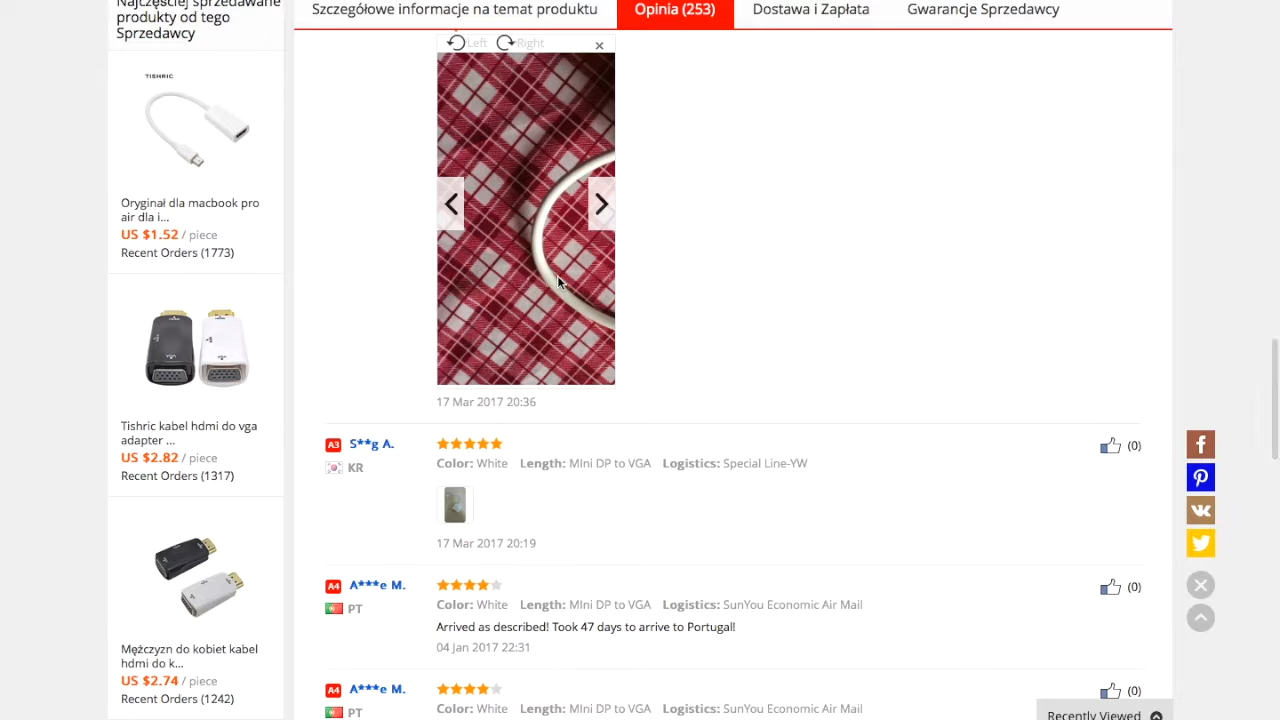 Najczęściej sprzedawane
produkty od tego
Sprzedawcy
TISHRIC
Oryginał dla macbook pro
air dla i...
US $1.52 / piece
Recent Orders (1773)
Tishric kabel hdmi do vga
adapter ...
US $2.82 / piece
Recent Orders (1317)
Mężczyzn do kobiet kabel
hdmi do k...
US $2.74 / piece
Recent Orders (1242)
Szczegółowe informacje na temat produktu
Opinia (253)
Dostawa i Zapłata
Gwarancje Sprzedawcy
Left Right
17 Mar 2017 20:36
A3 S**g A.
KR
Color: White Length: MIni DP to VGA Logistics: Special Line-YW
(0)
17 Mar 2017 20:19
A4 A***e M.
PT
Color: White Length: MIni DP to VGA Logistics: SunYou Economic Air Mail
(0)
Arrived as described! Took 47 days to arrive to Portugal!
04 Jan 2017 22:31
A4 A***e M.
PT
Color: White Length: MIni DP to VGA Logistics: SunYou Economic Air Mail
(0)
Recently Viewed